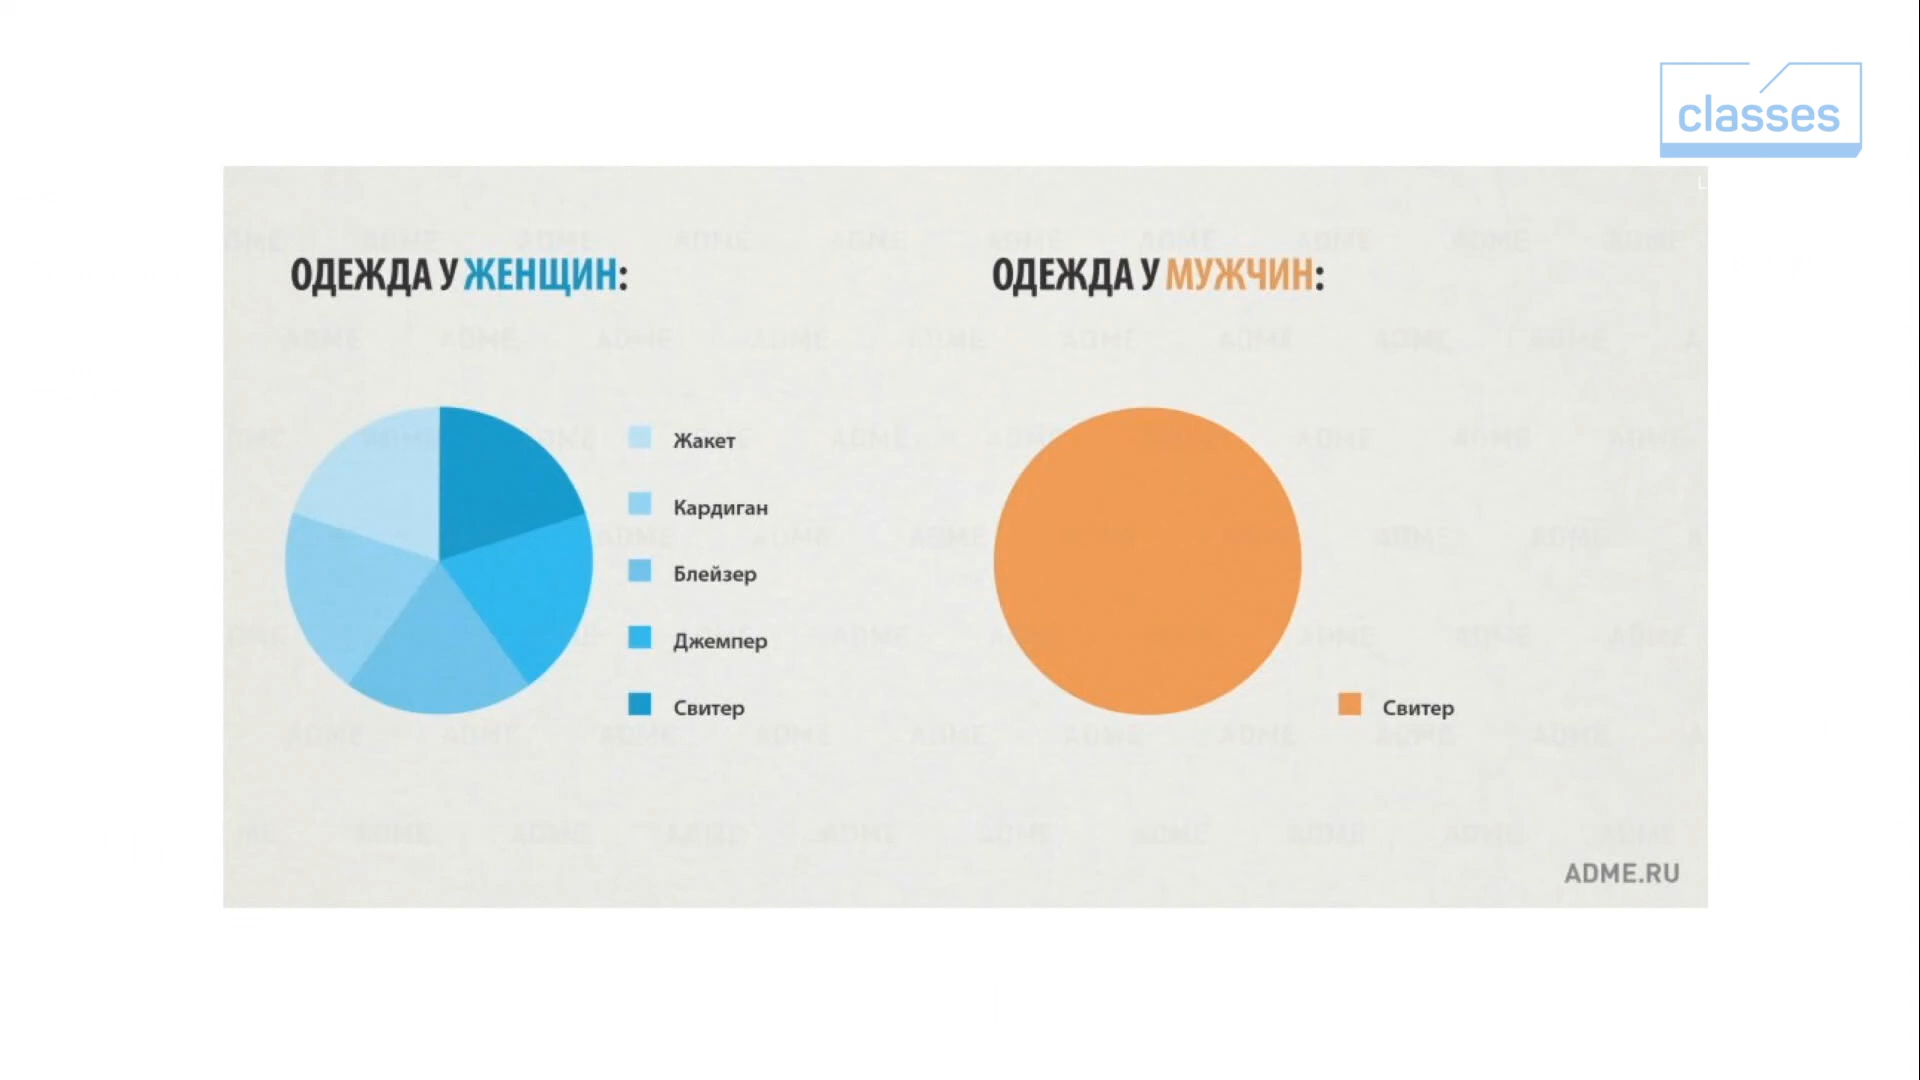 classes
ОДЕЖДА У ЖЕНЩИН:
Жакет
Кардиган
Блейзер
Джемпер
Свитер
ОДЕЖДА У МУЖЧИН:
Свитер
ADME.RU